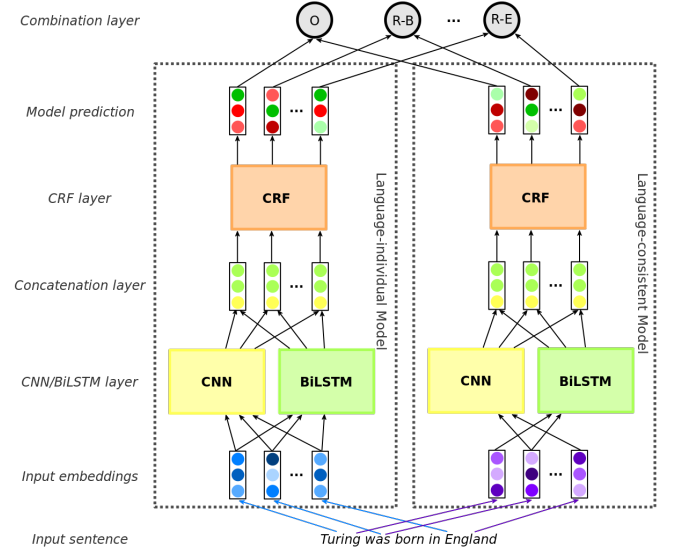 Combination layer
O
R-B
...
R-E
Model prediction
...
...
CRF layer
CRF
CRF
Language-individual Model
Language-consistent Model
Concatenation layer
...
...
CNN/BiLSTM layer
CNN
BiLSTM
CNN
BiLSTM
Input embeddings
...
...
Input sentence
Turing was born in England